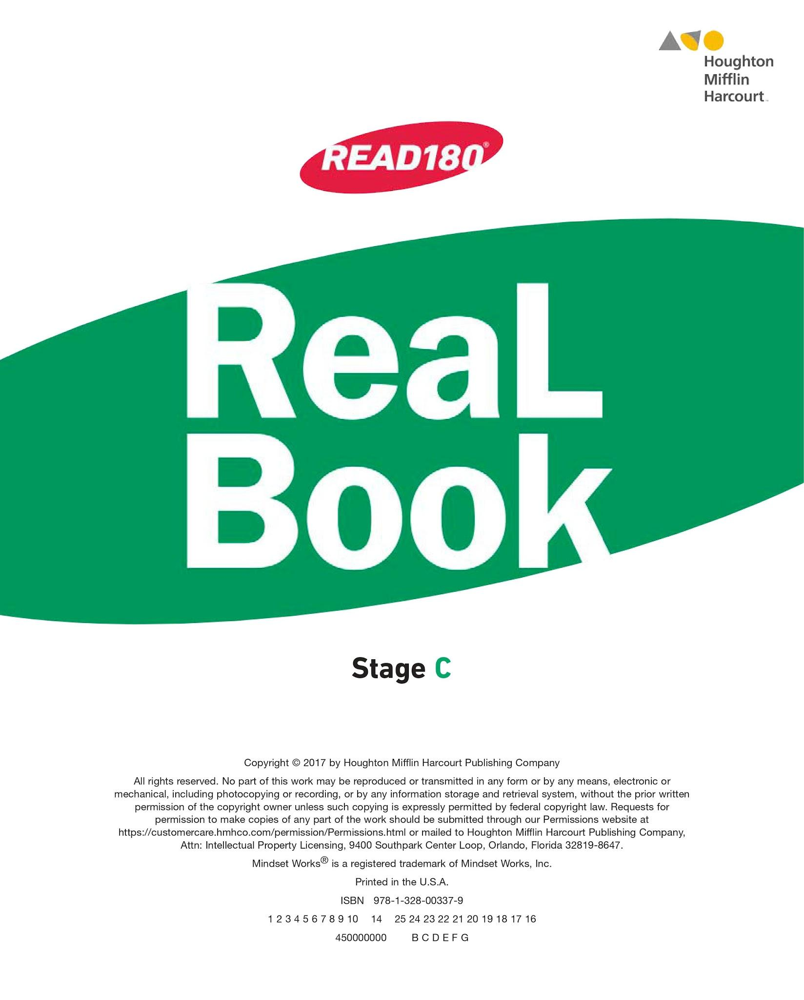 Houghton
Mifflin
Harcourt™
READ180®
ReaL
Book
Stage C
Copyright © 2017 by Houghton Mifflin Harcourt Publishing Company
All rights reserved. No part of this work may be reproduced or transmitted in any form or by any means, electronic or
mechanical, including photocopying or recording, or by any information storage and retrieval system, without the prior written
permission of the copyright owner unless such copying is expressly permitted by federal copyright law. Requests for
permission to make copies of any part of the work should be submitted through our Permissions website at
https://customercare.hmhco.com/permission/Permissions.html or mailed to Houghton Mifflin Harcourt Publishing Company,
Attn: Intellectual Property Licensing, 9400 Southpark Center Loop, Orlando, Florida 32819-8647.
Mindset Works® is a registered trademark of Mindset Works, Inc.
Printed in the U.S.A.
ISBN 978-1-328-00337-9
1 2 3 4 5 6 7 8 9 10 14 25 24 23 22 21 20 19 18 17 16
450000000 B C D E F G